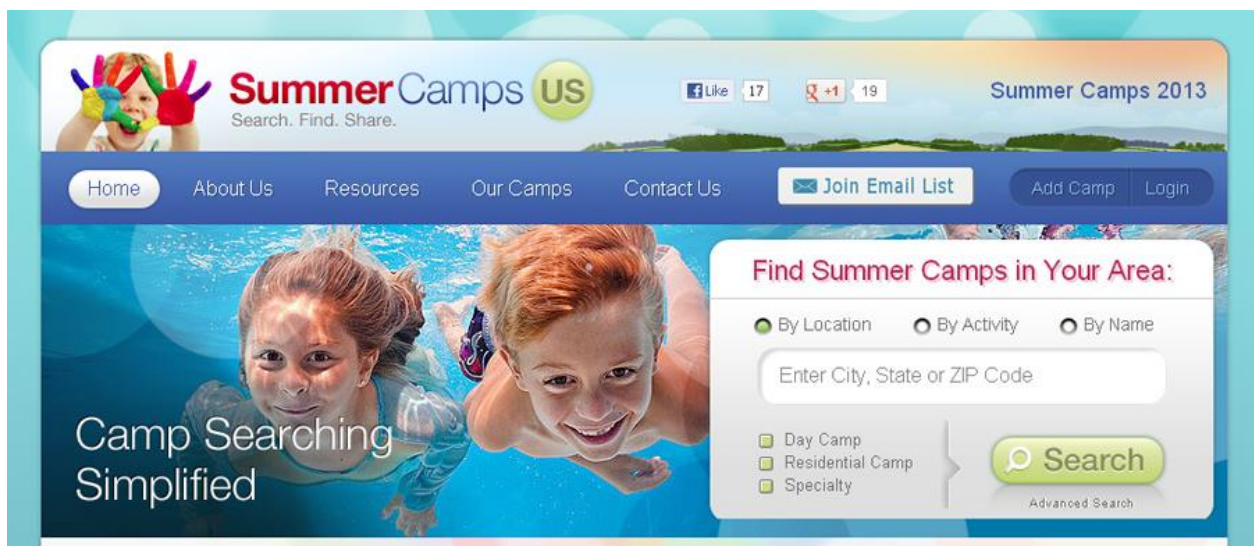 SummerCamps US
Search. Find. Share.
Like 17
+1 19
Summer Camps 2013
Home
About Us
Resources
Our Camps
Contact Us
Join Email List
Add Camp
Login
Camp Searching
Simplified
Find Summer Camps in Your Area:
By Location
By Activity
By Name
Enter City, State or ZIP Code
Day Camp
Residential Camp
Specialty
Search
Advanced Search